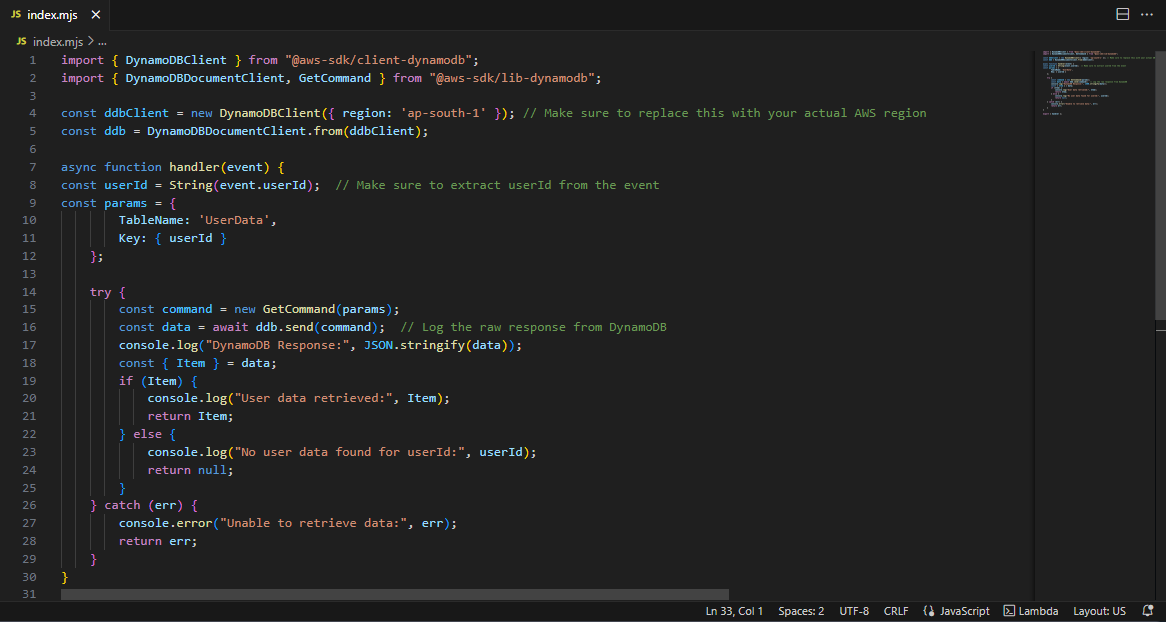 JS index.mjs ×
JS index.mjs > ...
1 import { DynamoDBClient } from "@aws-sdk/client-dynamodb";
2 import { DynamoDBDocumentClient, GetCommand } from "@aws-sdk/lib-dynamodb";
3
4 const ddbClient = new DynamoDBClient({ region: 'ap-south-1' }); // Make sure to replace this with your actual AWS region
5 const ddb = DynamoDBDocumentClient.from(ddbClient);
6
7 async function handler(event) {
8 const userId = String(event.userId);  // Make sure to extract userId from the event
9 const params = {
10         TableName: 'UserData',
11         Key: { userId }
12     };
13
14     try {
15         const command = new GetCommand(params);
16         const data = await ddb.send(command);  // Log the raw response from DynamoDB
17         console.log("DynamoDB Response:", JSON.stringify(data));
18         const { Item } = data;
19         if (Item) {
20             console.log("User data retrieved:", Item);
21             return Item;
22         } else {
23             console.log("No user data found for userId:", userId);
24             return null;
25         }
26     } catch (err) {
27         console.error("Unable to retrieve data:", err);
28         return err;
29     }
30 }
31
Ln 33, Col 1 Spaces: 2 UTF-8 CRLF {} JavaScript Lambda Layout: US